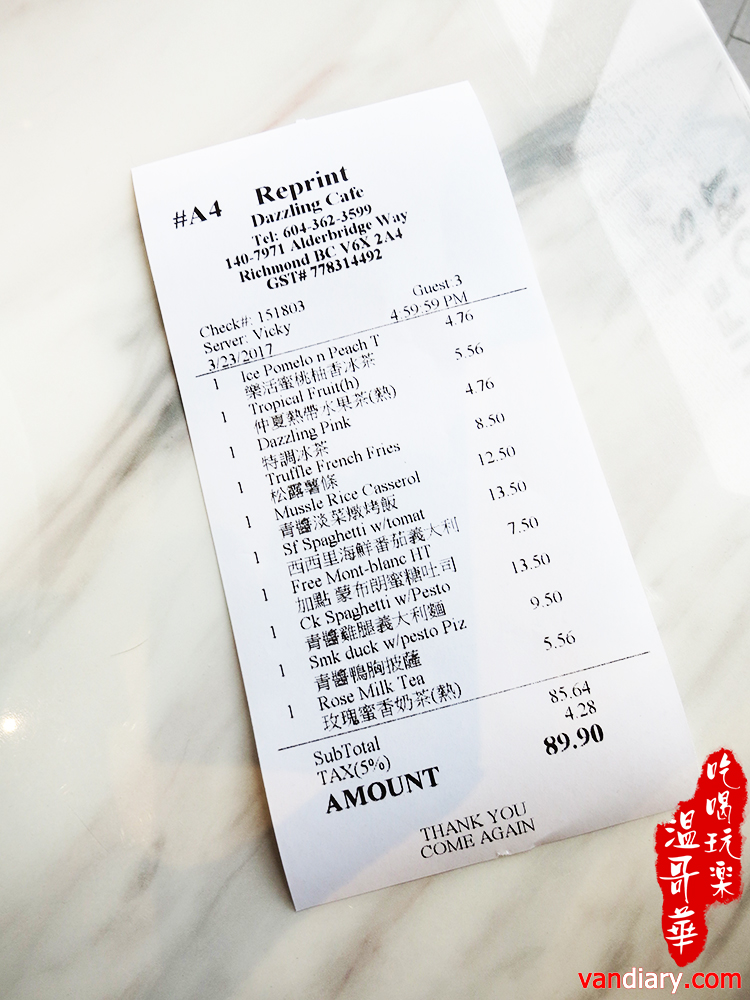 Reprint
#A4
Dazzling Cafe
Tel: 604-362-3599
140-7971 Alderbridge Way
Richmond BC V6X 2A4
GST# 778314492
Check#: 151803 Guest:3
Server: Vicky 4:59:59 PM
3/23/2017
1 Ice Pomelo n Peach T 4.76
樂活蜜桃柚香冰茶
1 Tropical Fruit(h) 5.56
仲夏熱帶水果茶(熱)
1 Dazzling Pink 4.76
特調冰茶
1 Truffle French Fries 8.50
松露薯條
1 Mussle Rice Casserol 12.50
青醬淡菜燉烤飯
1 Sf Spaghetti w/tomat 13.50
西西里海鮮番茄義大利
1 Free Mont-blanc HT 7.50
加點 蒙布朗蜜糖吐司
1 Ck Spaghetti w/Pesto 13.50
青醬雞腿義大利麵
1 Smk duck w/pesto Piz 9.50
青醬鴨胸披薩
1 Rose Milk Tea 5.56
玫瑰蜜香奶茶(熱)
SubTotal 85.64
TAX(5%) 4.28
AMOUNT 89.90
THANK YOU
COME AGAIN
吃喝玩樂
溫哥華
vandiary.com